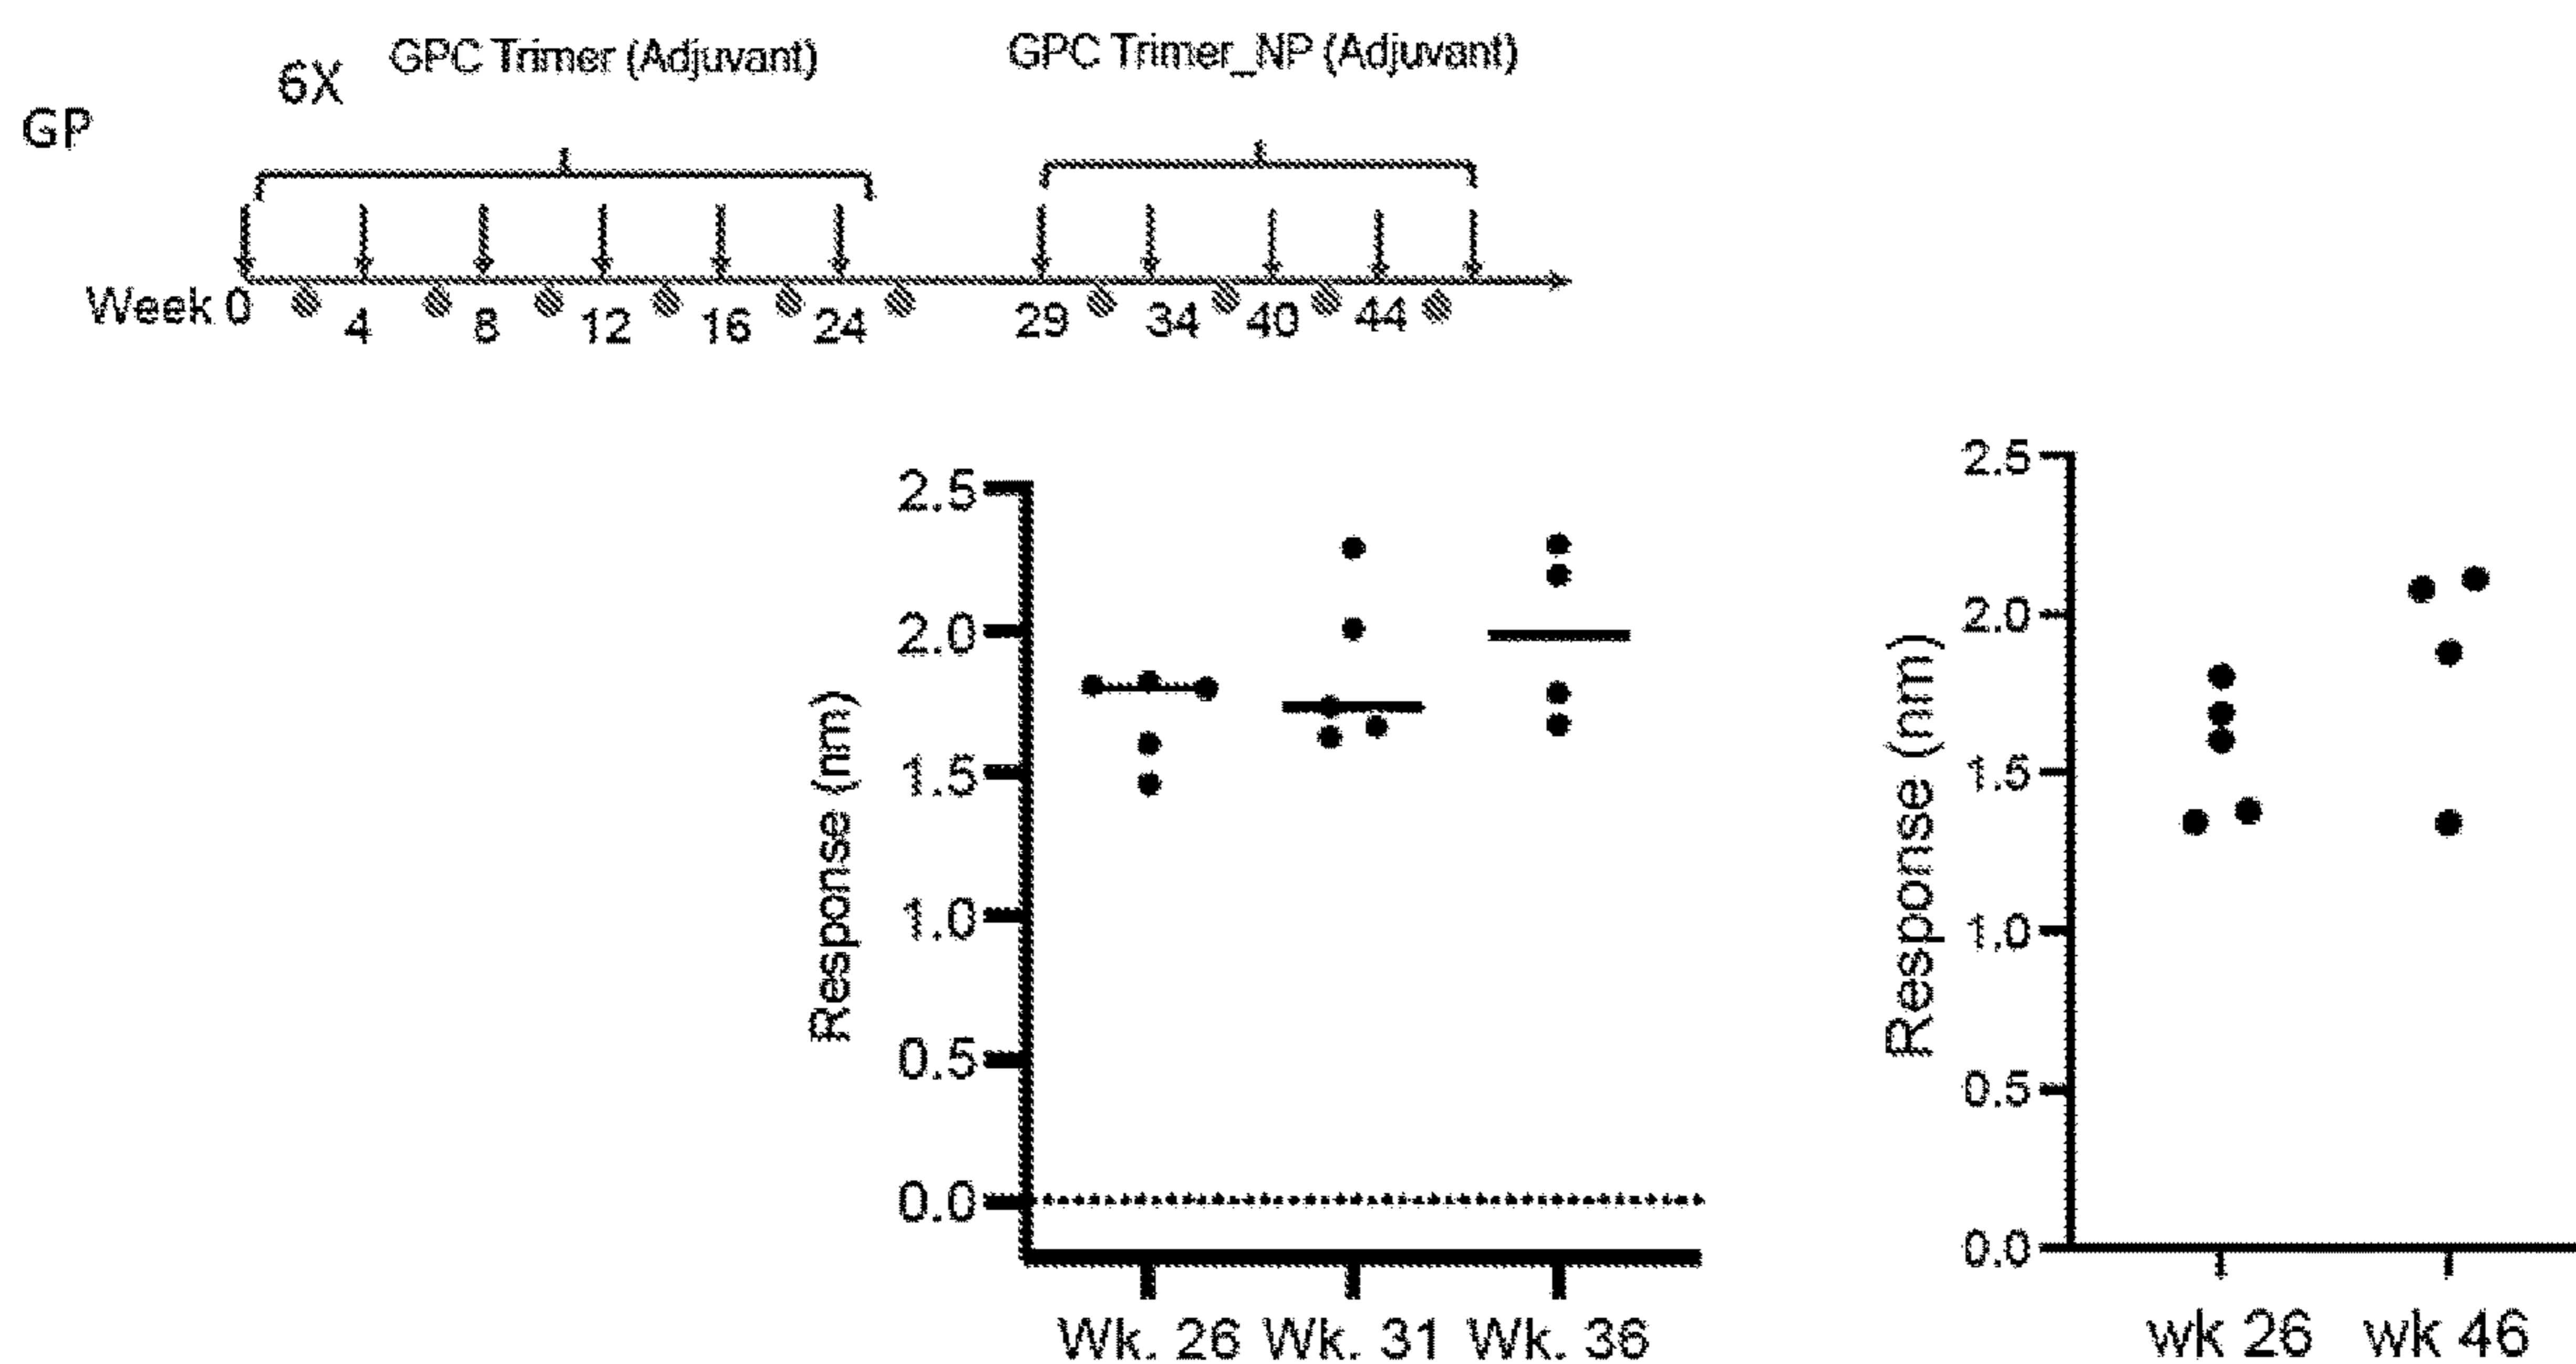 GPC Trimer (Adjuvant)
GPC Trimer_NP (Adjuvant)
6X
GP
Week 0
4
8
12
16
24
29
34
40
44
2.5
2.0
1.5
1.0
0.5
0.0
Response (nm)
Wk. 26
Wk. 31
Wk. 36
2.5
2.0
1.5
1.0
0.5
0.0
Response (nm)
wk 26
wk 46